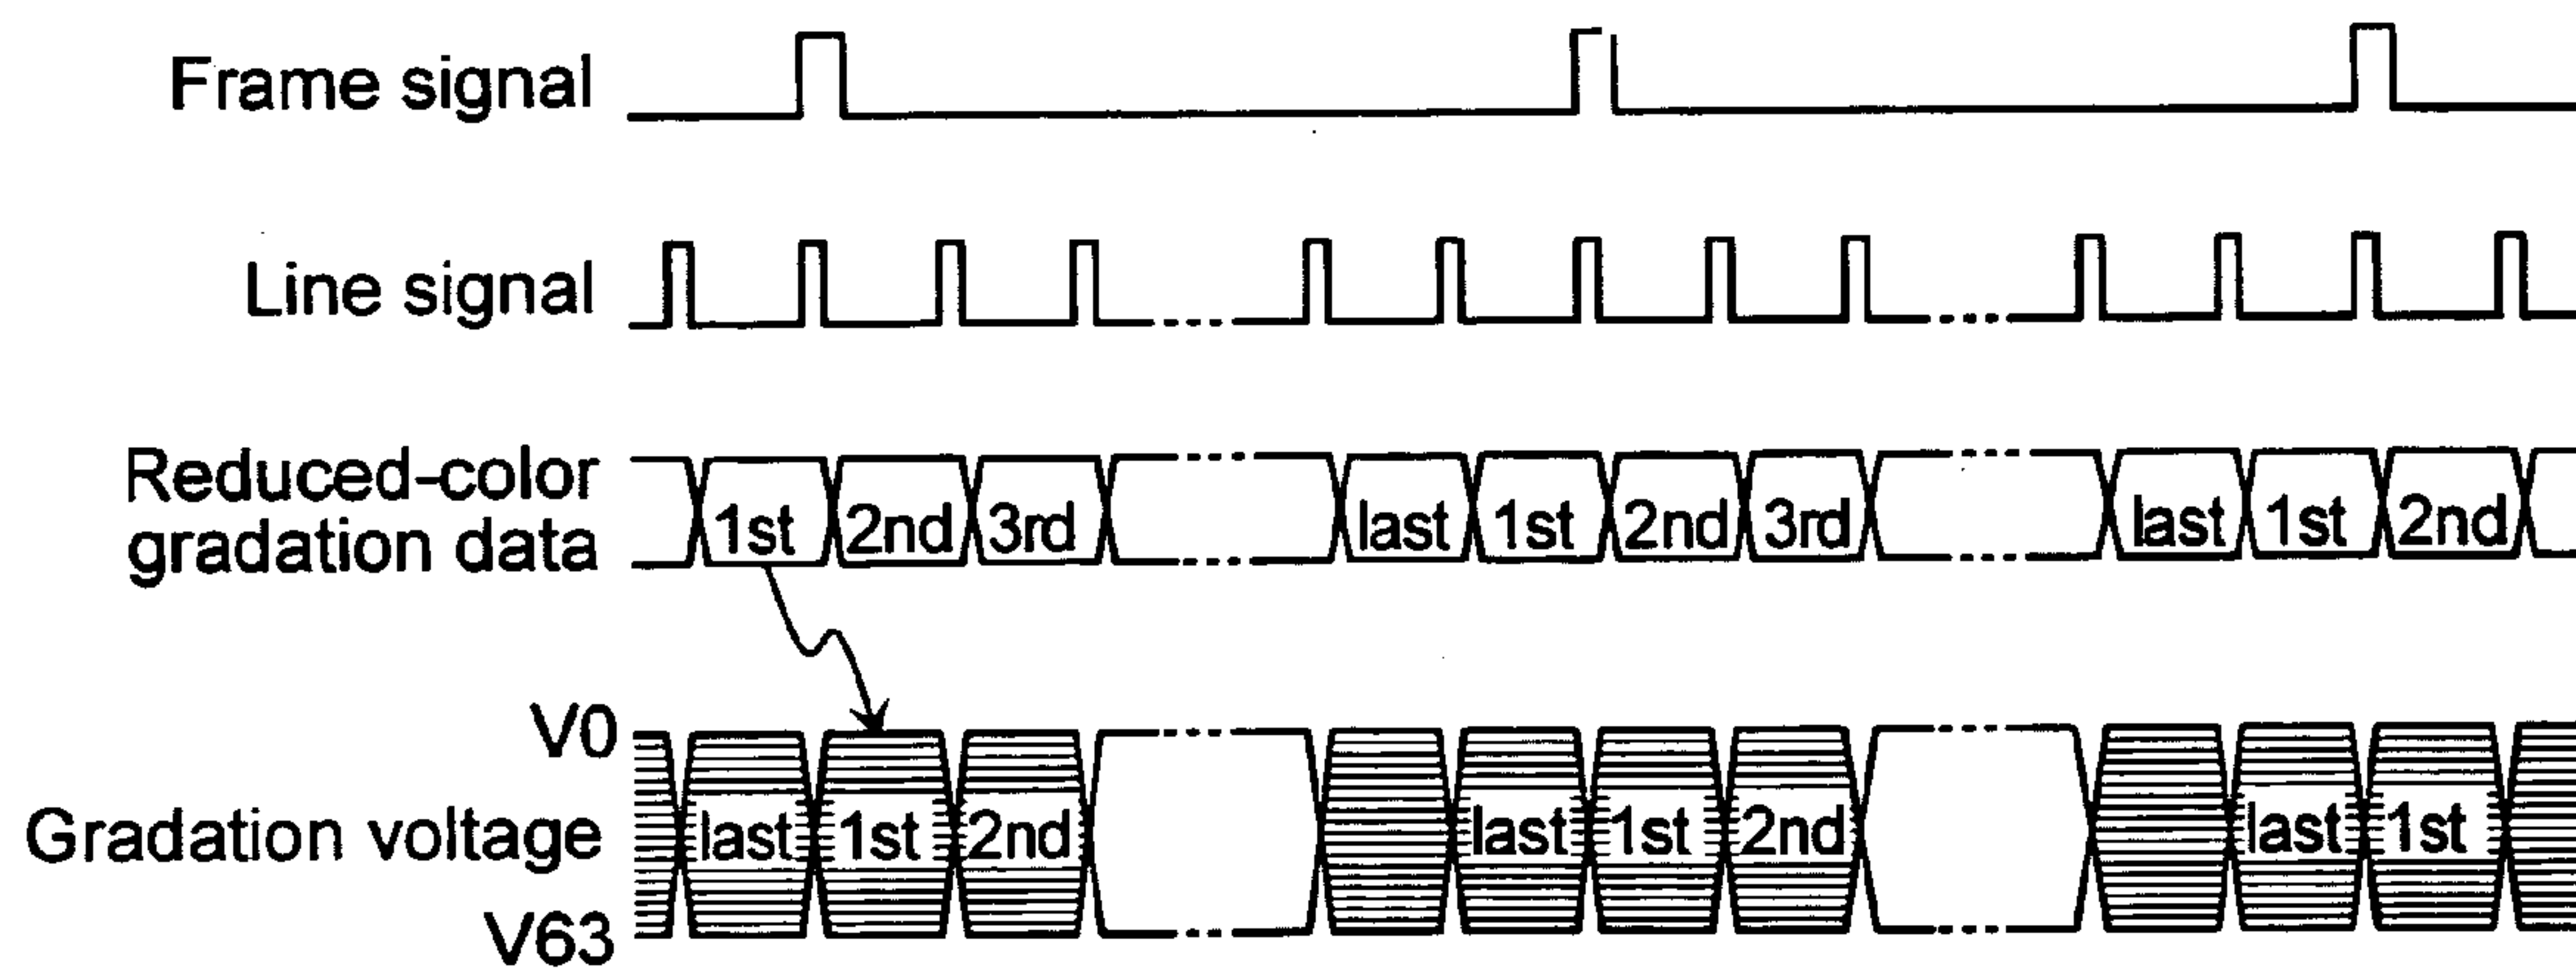 Frame signal
Line signal
Reduced-color
gradation data
1st 2nd 3rd last 1st 2nd 3rd last 1st 2nd
V0
Gradation voltage
last 1st 2nd last 1st 2nd last 1st
V63